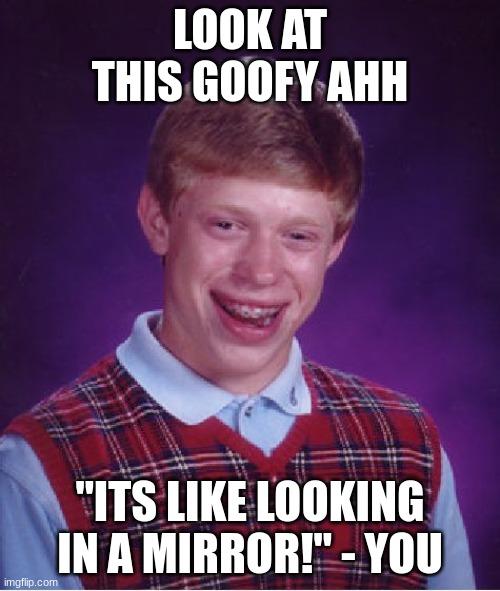 LOOK AT
THIS GOOFY AHH
"ITS LIKE LOOKING
IN A MIRROR!" - YOU
imgflip.com